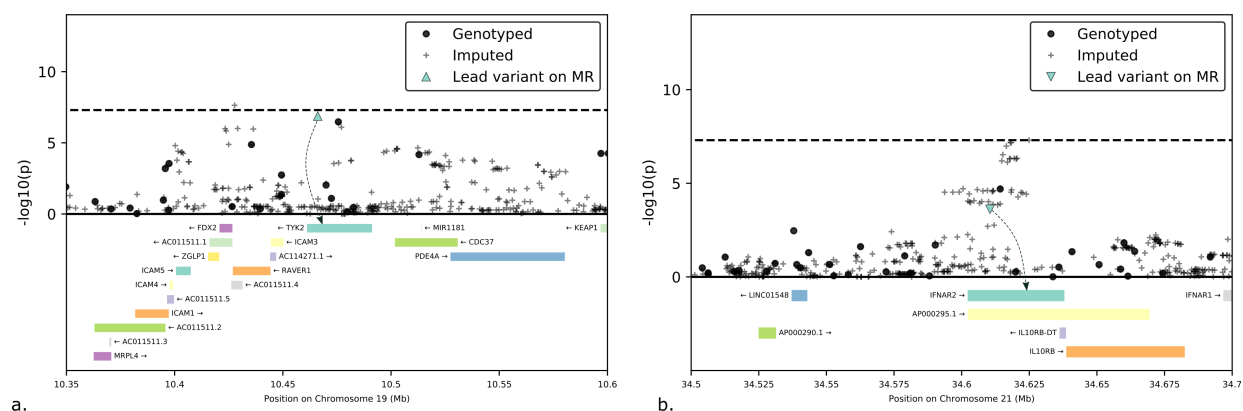 Genotyped
Imputed
Lead variant on MR
10
5
0
-log10(p)
← FDX2
← TYK2
← MIR1181
← KEAP1
← AC011511.1
← ICAM3
← CDC37
← ZGLP1
AC114271.1 →
PDE4A →
ICAM5 →
← RAVER1
ICAM4 →
← AC011511.4
← AC011511.5
ICAM1 →
← AC011511.2
← AC011511.3
MRPL4 →
10.35
10.4
10.45
10.5
10.55
10.6
Position on Chromosome 19 (Mb)
a.
Genotyped
Imputed
Lead variant on MR
10
5
0
-log10(p)
← LINC01548
IFNAR2 →
IFNAR1 →
AP000295.1 →
AP000290.1 →
← IL10RB-DT
IL10RB →
34.5
34.525
34.55
34.575
34.6
34.625
34.65
34.675
34.7
Position on Chromosome 21 (Mb)
b.